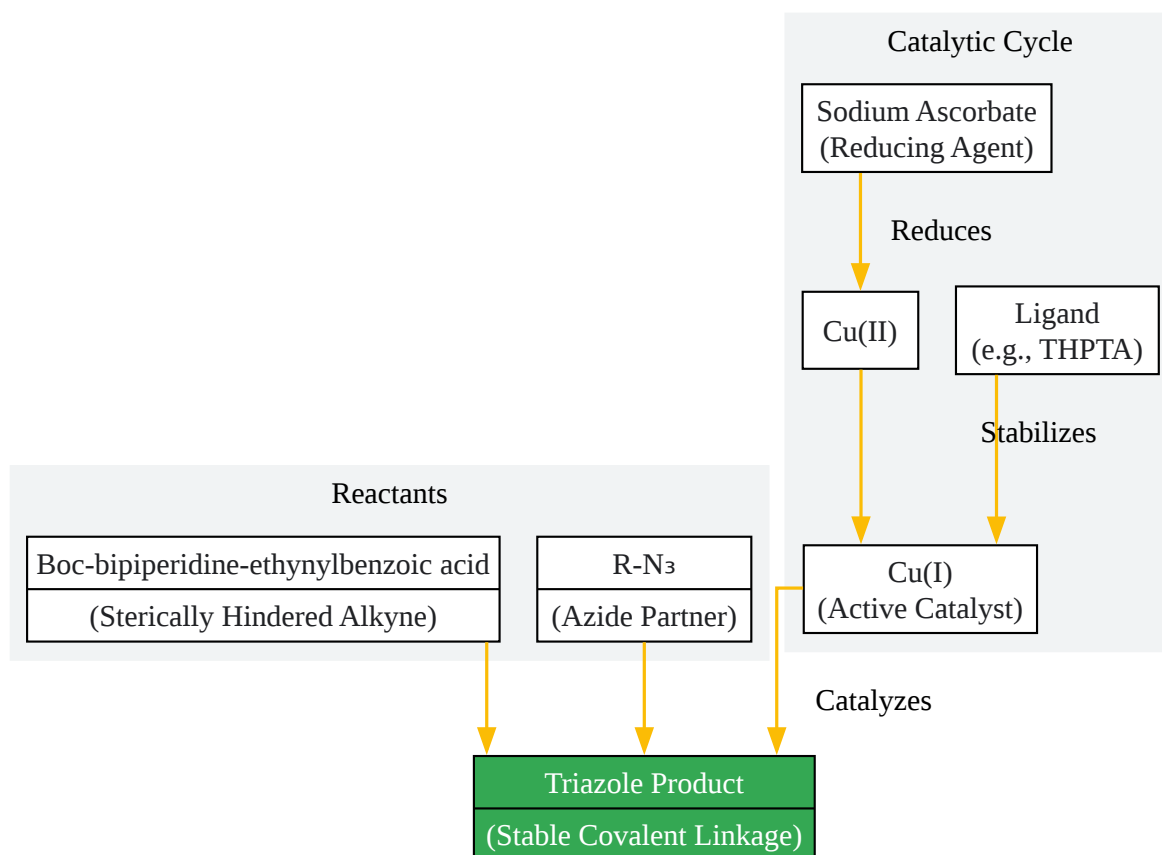 Catalytic Cycle
Sodium Ascorbate
(Reducing Agent)
Reduces
Cu(II)
Ligand
(e.g., THPTA)
Stabilizes
Reactants
Boc-bipiperidine-ethynylbenzoic acid
(Sterically Hindered Alkyne)
R-N₃
(Azide Partner)
Cu(I)
(Active Catalyst)
Catalyzes
Triazole Product
(Stable Covalent Linkage)